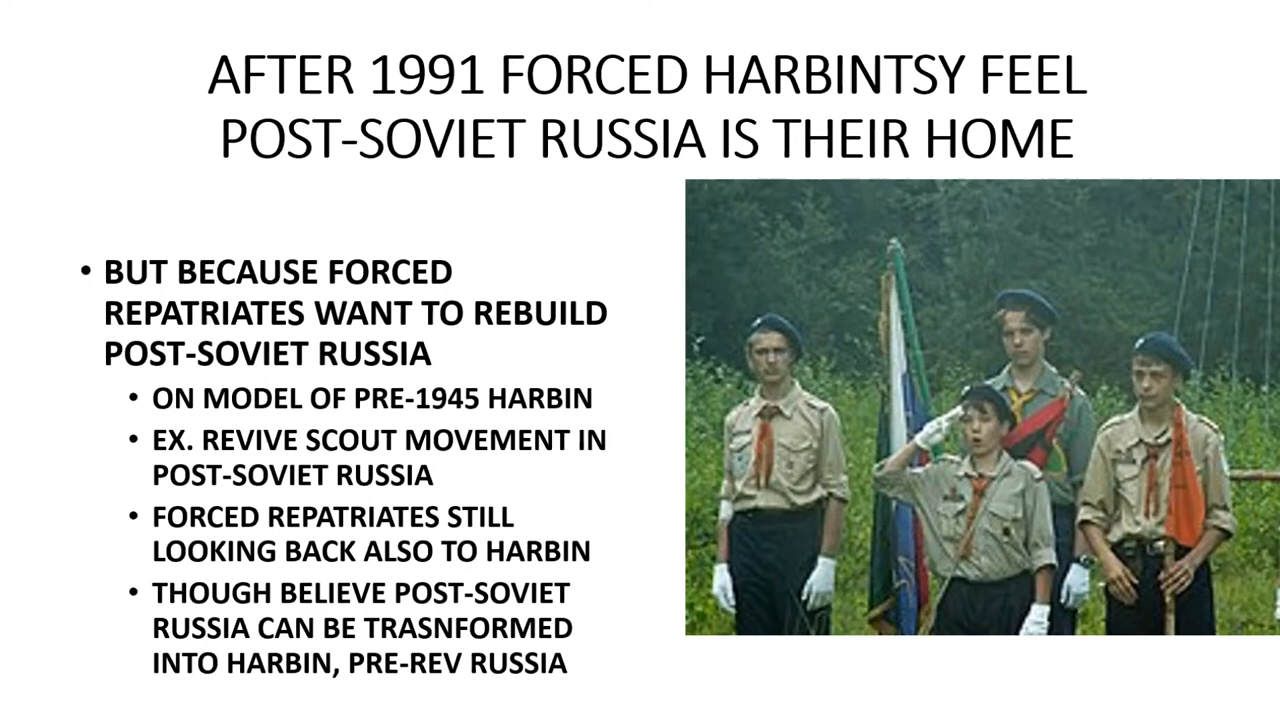 AFTER 1991 FORCED HARBINTSY FEEL
POST-SOVIET RUSSIA IS THEIR HOME
• BUT BECAUSE FORCED
REPATRIATES WANT TO REBUILD
POST-SOVIET RUSSIA
• ON MODEL OF PRE-1945 HARBIN
• EX. REVIVE SCOUT MOVEMENT IN
POST-SOVIET RUSSIA
• FORCED REPATRIATES STILL
LOOKING BACK ALSO TO HARBIN
• THOUGH BELIEVE POST-SOVIET
RUSSIA CAN BE TRASNFORMED
INTO HARBIN, PRE-REV RUSSIA